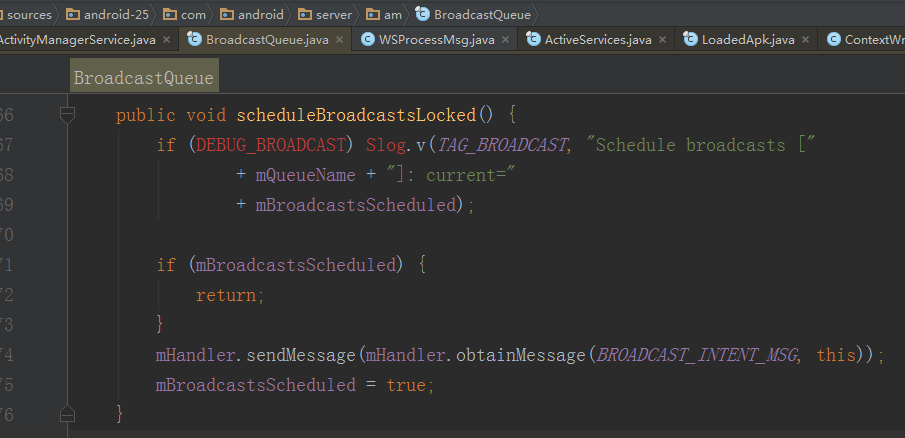 sources android-25 com android server am BroadcastQueue
ActivityManagerService.java × BroadcastQueue.java × WSProcessMsg.java × ActiveServices.java × LoadedApk.java × ContextWr
BroadcastQueue
66 public void scheduleBroadcastsLocked() {
67 if (DEBUG_BROADCAST) Slog.v(TAG_BROADCAST, "Schedule broadcasts ["
68 + mQueueName + "]: current="
69 + mBroadcastsScheduled);
70
71 if (mBroadcastsScheduled) {
72 return;
73 }
74 mHandler.sendMessage(mHandler.obtainMessage(BROADCAST_INTENT_MSG, this));
75 mBroadcastsScheduled = true;
76 }